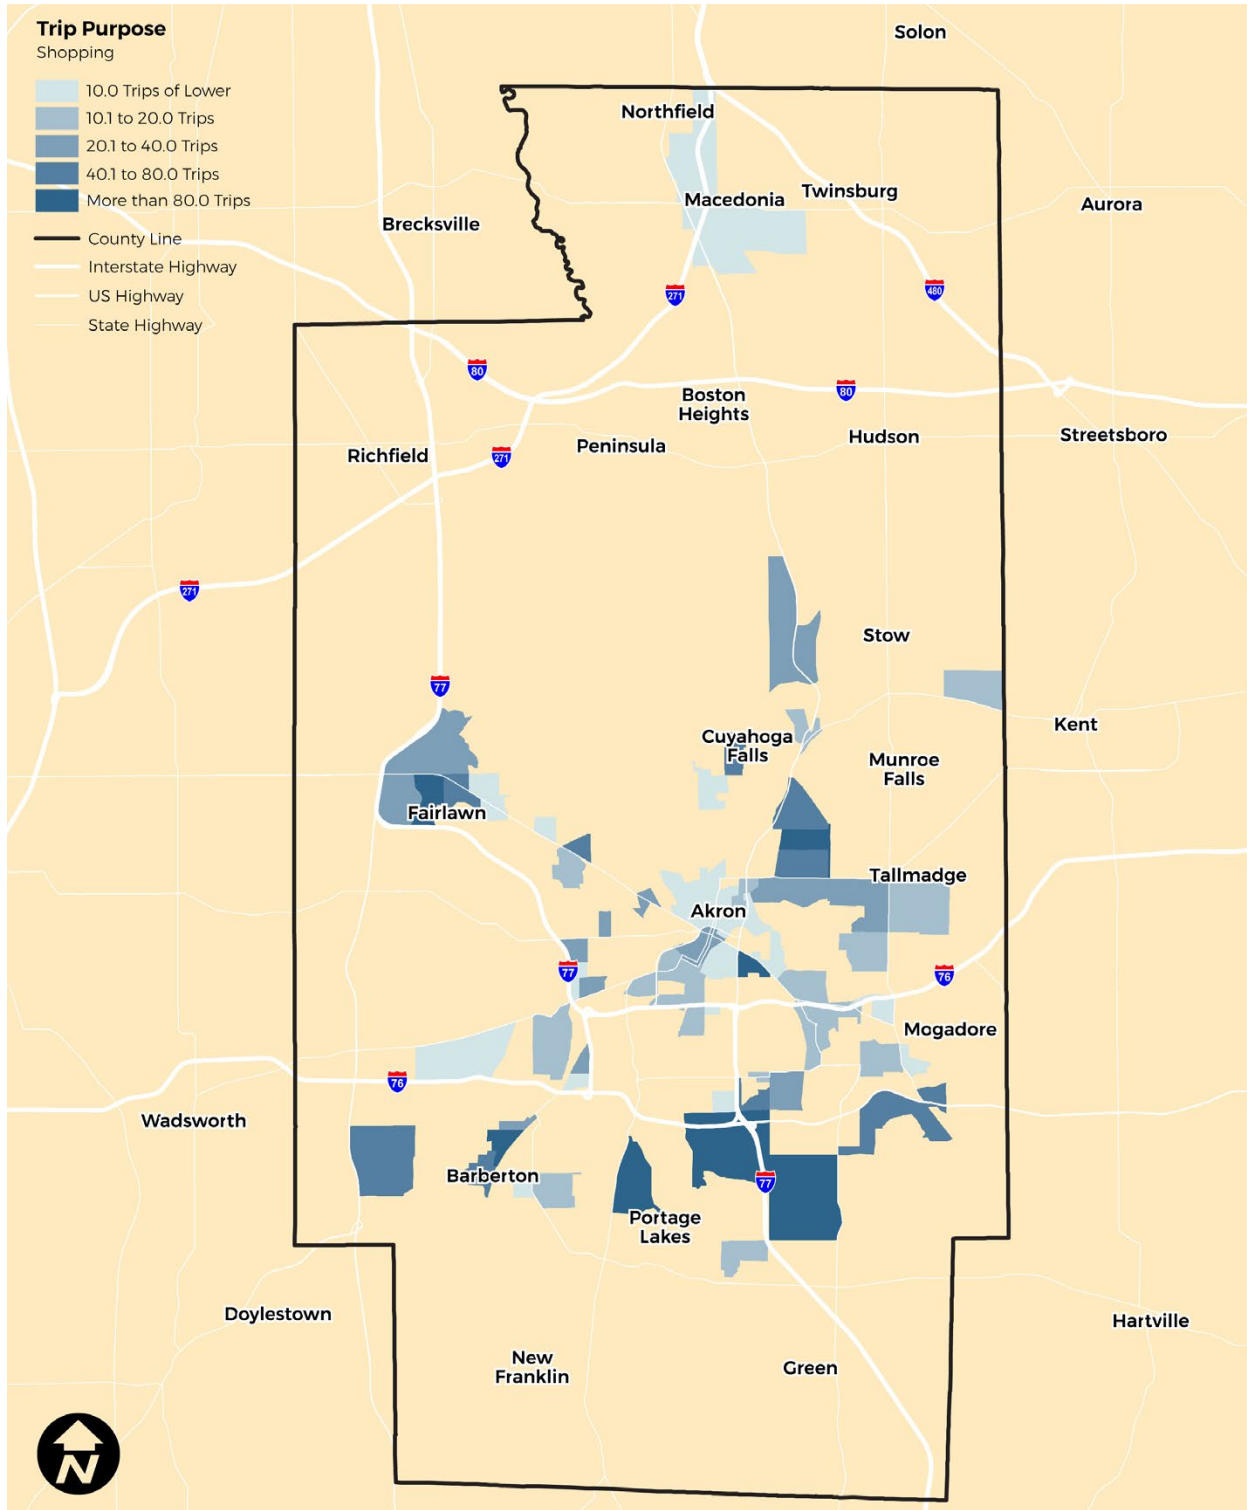 Trip Purpose
Shopping
10.0 Trips of Lower
10.1 to 20.0 Trips
20.1 to 40.0 Trips
40.1 to 80.0 Trips
More than 80.0 Trips
County Line
Interstate Highway
US Highway
State Highway
Solon
Northfield
Macedonia
Twinsburg
Aurora
Brecksville
271
480
80
80
Boston
Heights
Hudson
Streetsboro
Peninsula
Richfield
271
271
Stow
77
Kent
Cuyahoga
Falls
Munroe
Falls
Fairlawn
Tallmadge
Akron
77
76
Mogadore
76
Wadsworth
Barberton
77
Portage
Lakes
Doylestown
Hartville
New
Franklin
Green
N